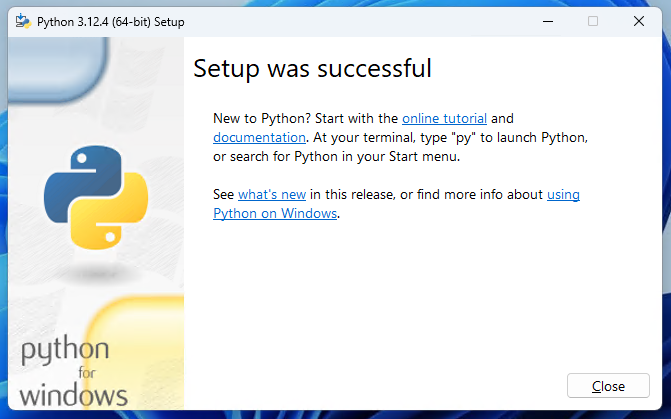 Python 3.12.4 (64-bit) Setup
Setup was successful
New to Python? Start with the online tutorial and
documentation. At your terminal, type "py" to launch Python,
or search for Python in your Start menu.
See what's new in this release, or find more info about using
Python on Windows.
python
for
windows
Close